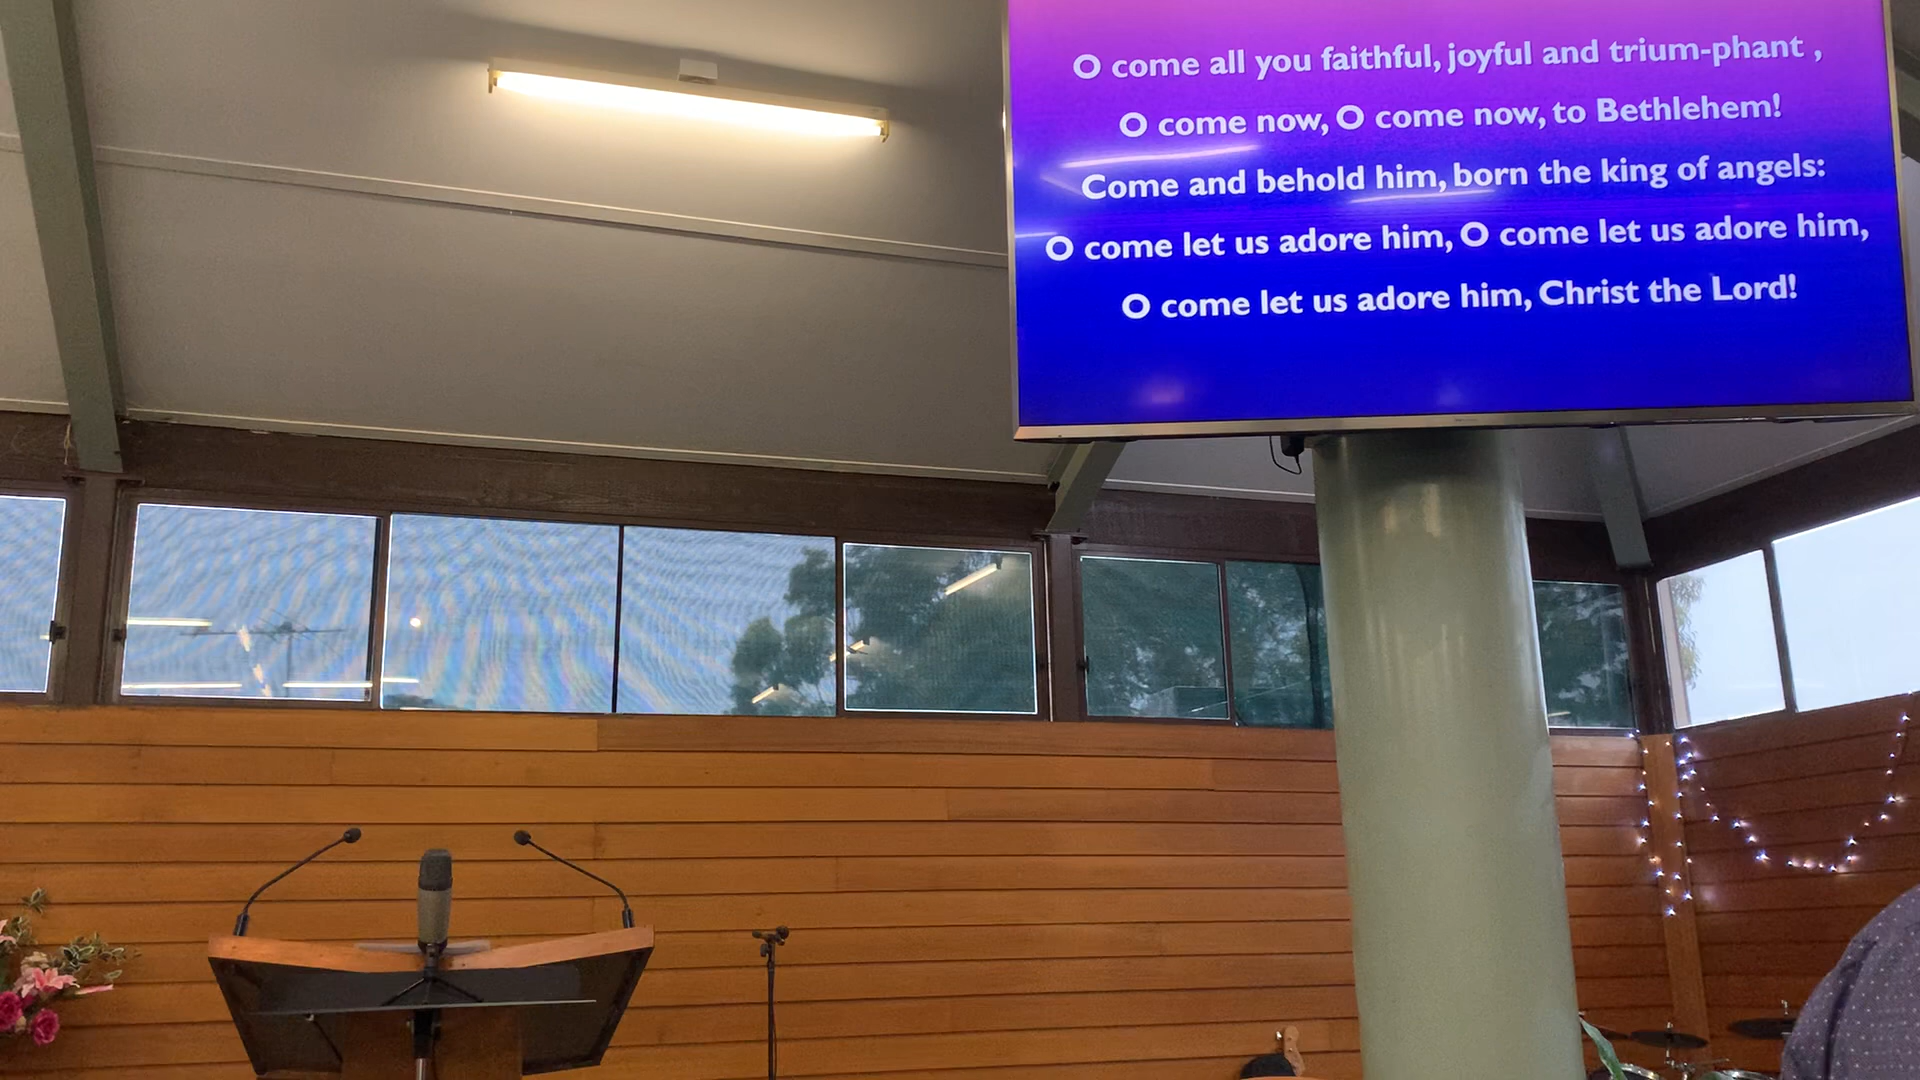 O come all you faithful, joyful and trium-phant ,
O come now, O come now, to Bethlehem!
Come and behold him, born the king of angels:
O come let us adore him, O come let us adore him,
O come let us adore him, Christ the Lord!